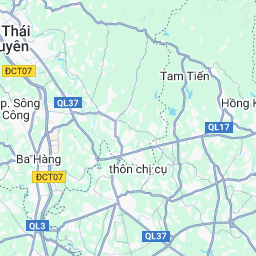 Thái
uyên
ĐCT07
Tam Tiến
QL37
p. Sông
Công
Hồng K
QL17
Ba Hàng
thôn chị cụ
ĐCT07
QL3
QL37